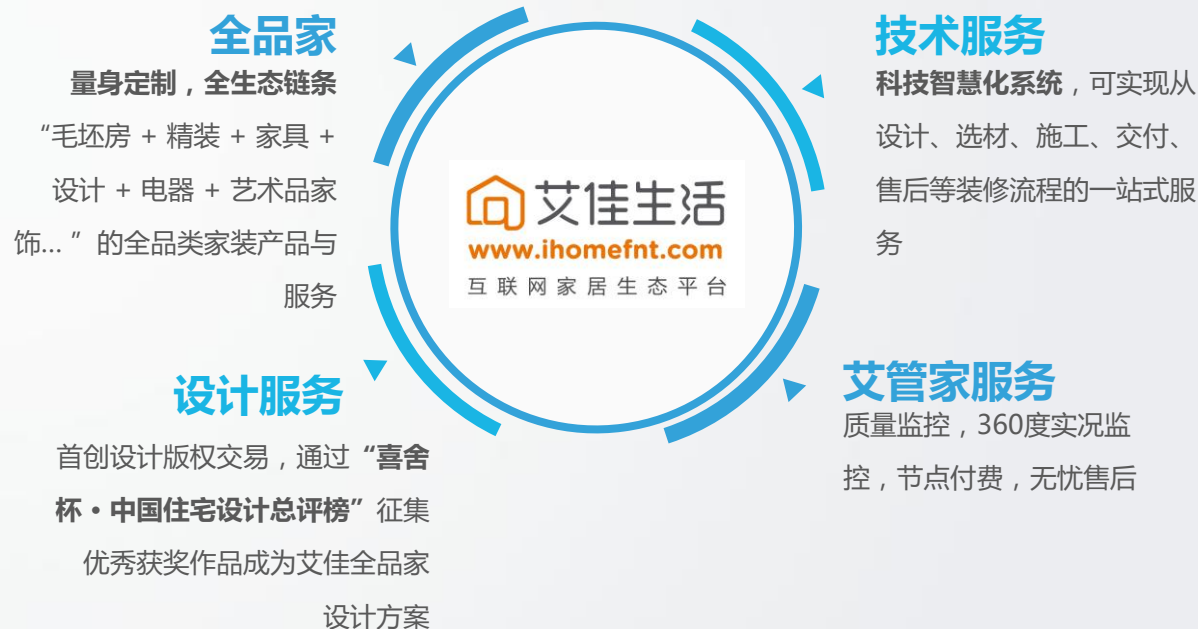 全品家
量身定制，全生态链条
“毛坯房 + 精装 + 家具 +
设计 + 电器 + 艺术品家
饰... ”的全品类家装产品与
服务
设计服务
首创设计版权交易，通过“喜舍
杯·中国住宅设计总评榜”征集
优秀获奖作品成为艾佳全品家
设计方案
艾佳生活
www.ihomefnt.com
互联网家居生态平台
技术服务
科技智慧化系统，可实现从
设计、选材、施工、交付、
售后等装修流程的一站式服
务
艾管家服务
质量监控，360度实况监
控，节点付费，无忧售后